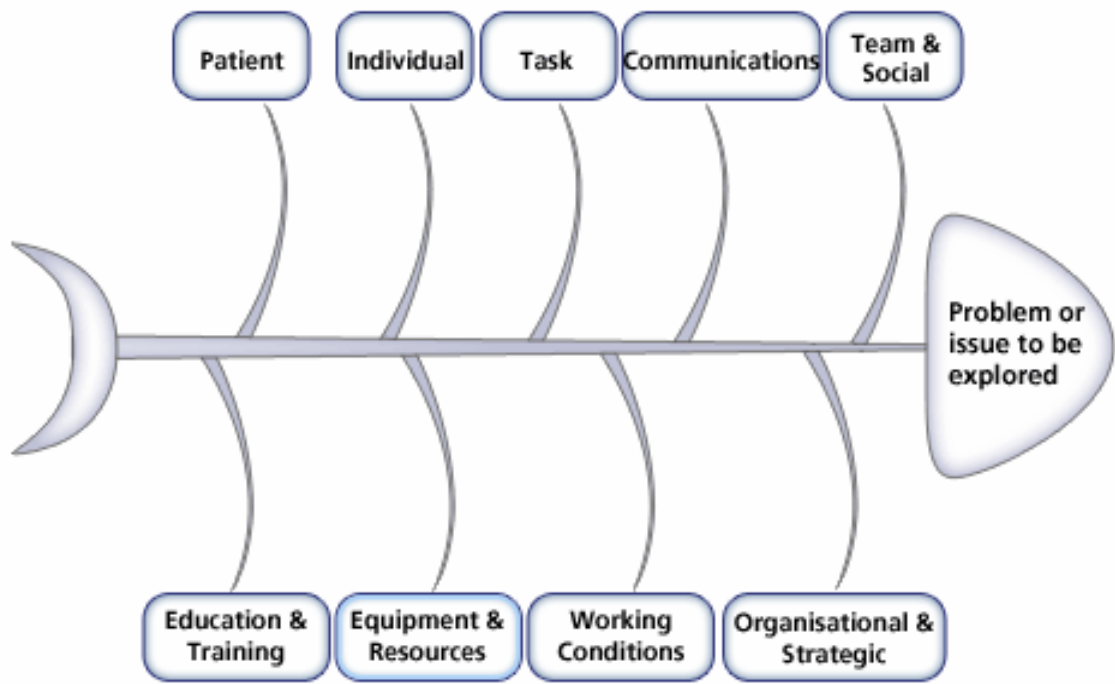 Patient
Individual
Task
Communications
Team &
Social
Problem or
issue to be
explored
Education &
Training
Equipment &
Resources
Working
Conditions
Organisational &
Strategic